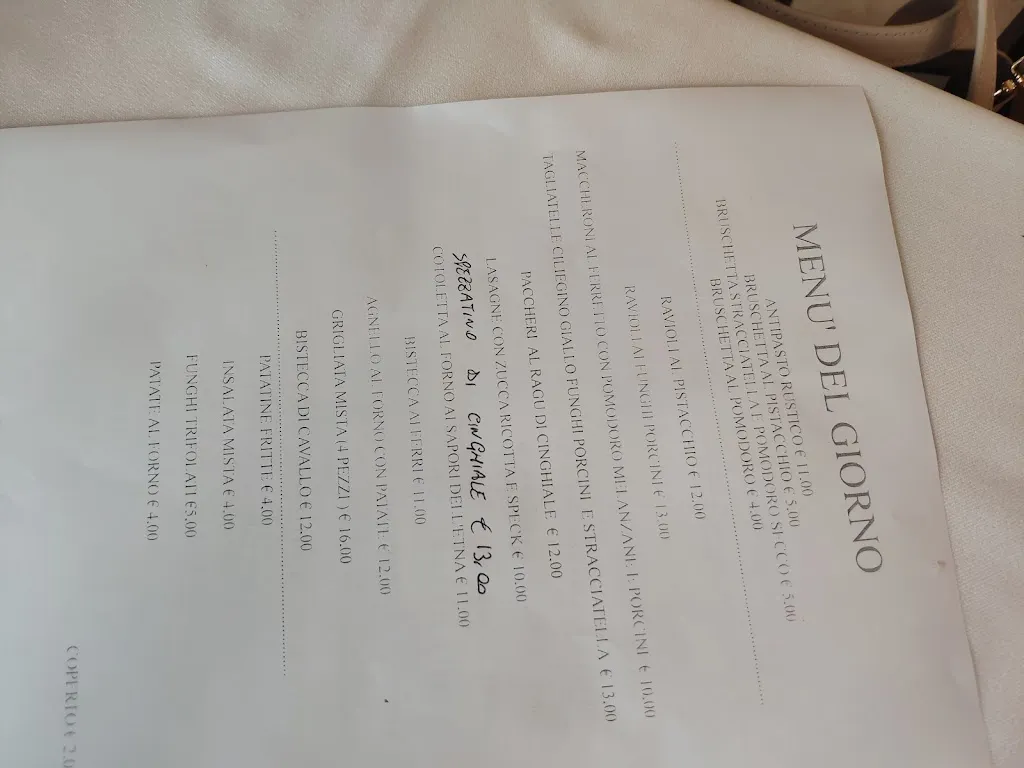 MENU' DEL GIORNO
ANTIPASTO RUSTICO € 11.00
BRUSCHETTA AL PISTACCHIO € 5.00
BRUSCHETTA STRACCIATELLA E POMODORO SECCO € 5.00
BRUSCHETTA AL POMODORO € 4.00
RAVIOLI AL PISTACCHIO € 12.00
RAVIOLI AI FUNGHI PORCINI € 13.00
MACCHERONI AL FERRETTO CON POMODORO MELANZANE E PORCINI € 10.00
TAGLIATELLE CILIEGINO GIALLO FUNGHI PORCINI E STRACCIATELLA € 13.00
PACCHERI AL RAGU DI CINGHIALE € 12.00
LASAGNE CON ZUCCA RICOTTA E SPECK € 10.00
SPEZZATINO DI CINGHIALE € 13,00
COTOLETTA AL FORNO AI SAPORI DELL'ETNA € 11.00
BISTECCA AI FERRI € 11.00
AGNELLO AL FORNO CON PATATE € 12.00
GRIGLIATA MISTA (4 PEZZI ) € 16.00
BISTECCA DI CAVALLO € 12.00
PATATINE FRITTE € 4.00
INSALATA MISTA € 4.00
FUNGHI TRIFOLATI €5.00
PATATE AL FORNO € 4.00
COPERTO € 2.0